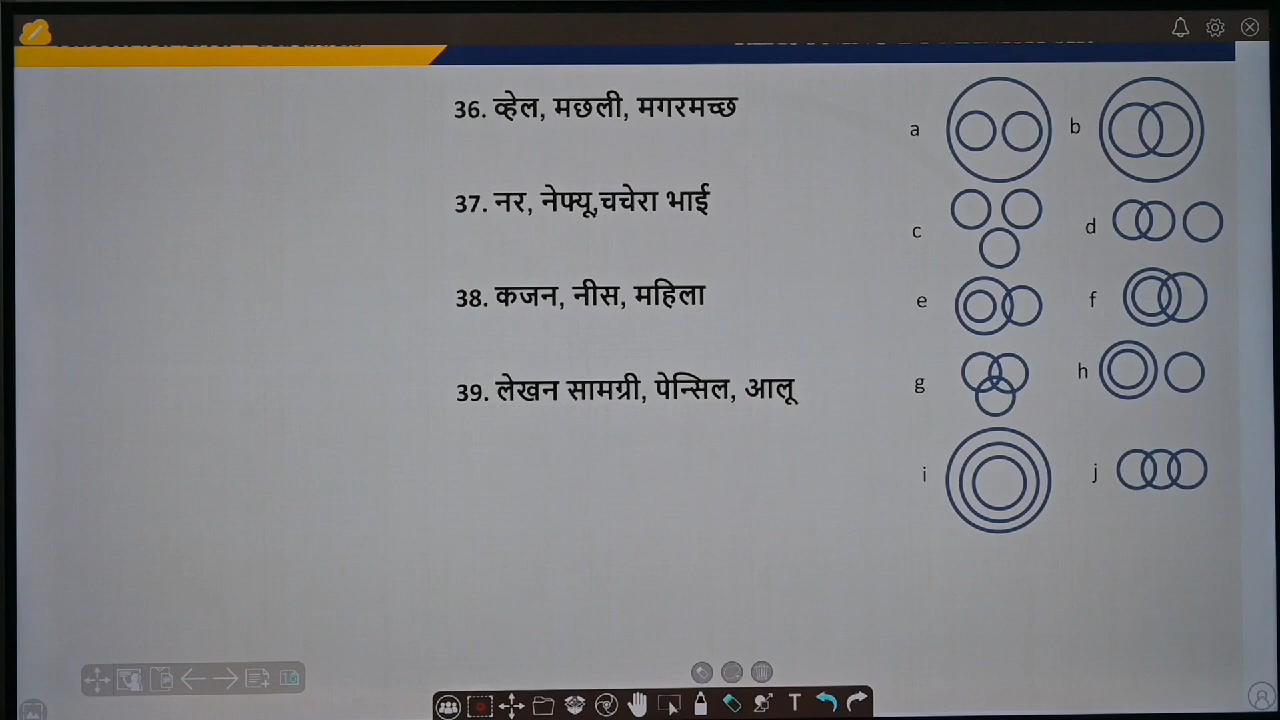 36. व्हेल, मछली, मगरमच्छ
37. नर, नेफ्यू,चचेरा भाई
38. कजन, नीस, महिला
39. लेखन सामग्री, पेन्सिल, आलू
a
b
c
d
e
f
g
h
i
j
T